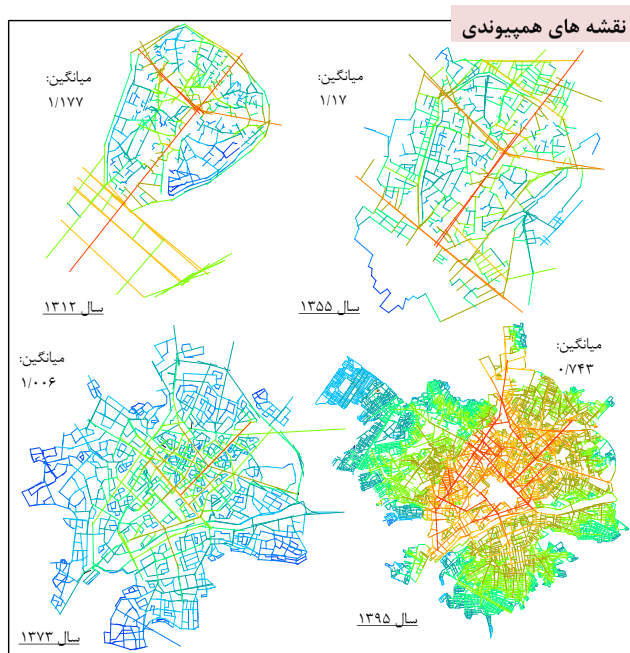 نقشه های همپیوندی
میانگین:
۱/۱۷۷
سال ۱۳۱۲
میانگین:
۱/۱۷
سال ۱۳۵۵
میانگین:
۱/۰۰۶
سال ۱۳۷۳
میانگین:
۰/۷۴۳
سال ۱۳۹۵